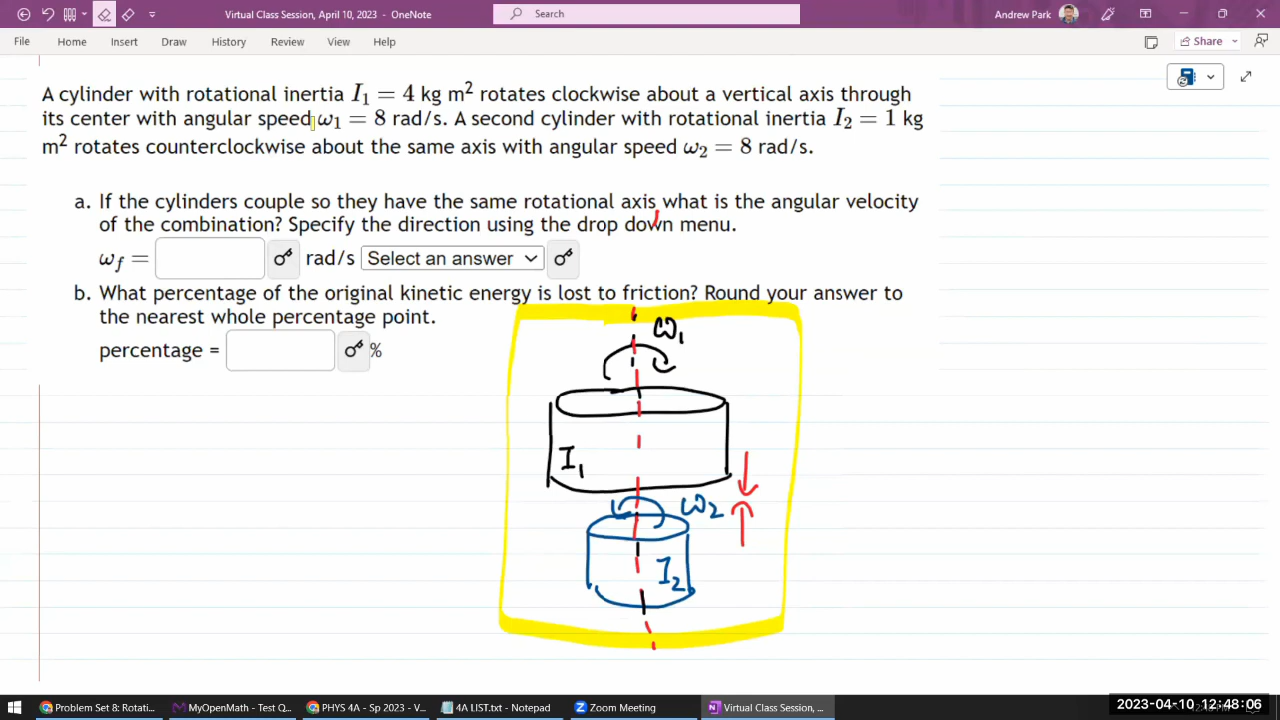 Virtual Class Session, April 10, 2023 - OneNote
Search
Andrew Park
File Home Insert Draw History Review View Help
Share
A cylinder with rotational inertia I₁ = 4 kg m² rotates clockwise about a vertical axis through
its center with angular speed ω₁ = 8 rad/s. A second cylinder with rotational inertia I₂ = 1 kg
m² rotates counterclockwise about the same axis with angular speed ω₂ = 8 rad/s.
a. If the cylinders couple so they have the same rotational axis what is the angular velocity
of the combination? Specify the direction using the drop down menu.
ωf = rad/s Select an answer
b. What percentage of the original kinetic energy is lost to friction? Round your answer to
the nearest whole percentage point.
percentage = %
ω₁
I₁
ω₂
I₂
Problem Set 8: Rotati...
MyOpenMath - Test Q...
PHYS 4A - Sp 2023 - V...
4A LIST.txt - Notepad
Zoom Meeting
Virtual Class Session, ...
2023-04-10 12:48:06